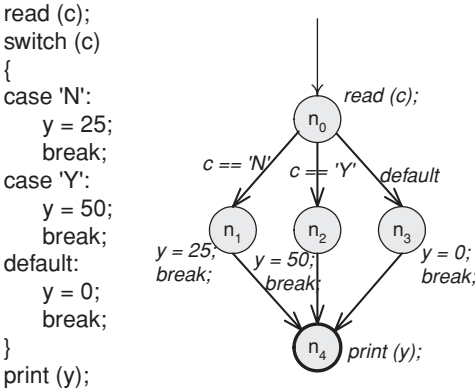 read (c);
switch (c)
{
case 'N':
y = 25;
break;
case 'Y':
y = 50;
break;
default:
y = 0;
break;
}
print (y);
read (c);
n0
c == 'N'
c == 'Y'
default
n1
n2
n3
y = 25;
break;
y = 50;
break;
y = 0;
break;
n4
print (y);